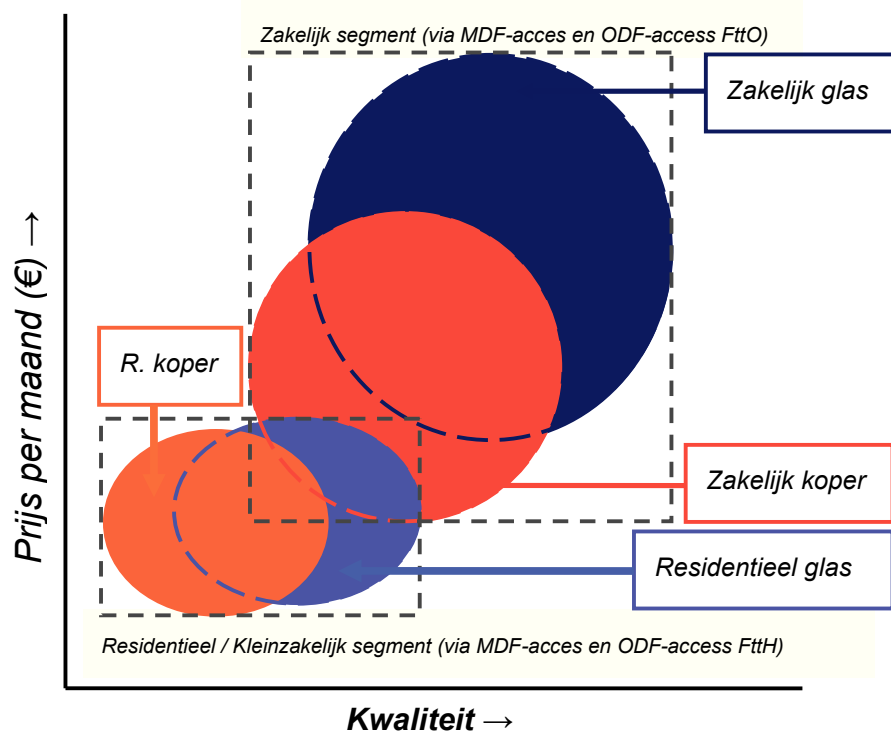 Zakelijk segment (via MDF-acces en ODF-access FttO)
Zakelijk glas
Prijs per maand (€) →
R. koper
Zakelijk koper
Residentieel glas
Residentieel / Kleinzakelijk segment (via MDF-acces en ODF-access FttH)
Kwaliteit →